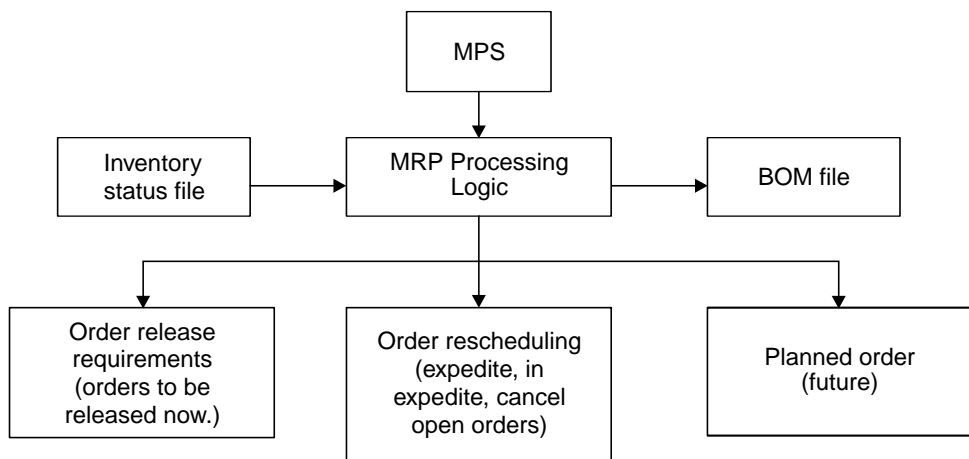 MPS
Inventory
status file
MRP Processing
Logic
BOM file
Order release
requirements
(orders to be
released now.)
Order rescheduling
(expedite, in
expedite, cancel
open orders)
Planned order
(future)